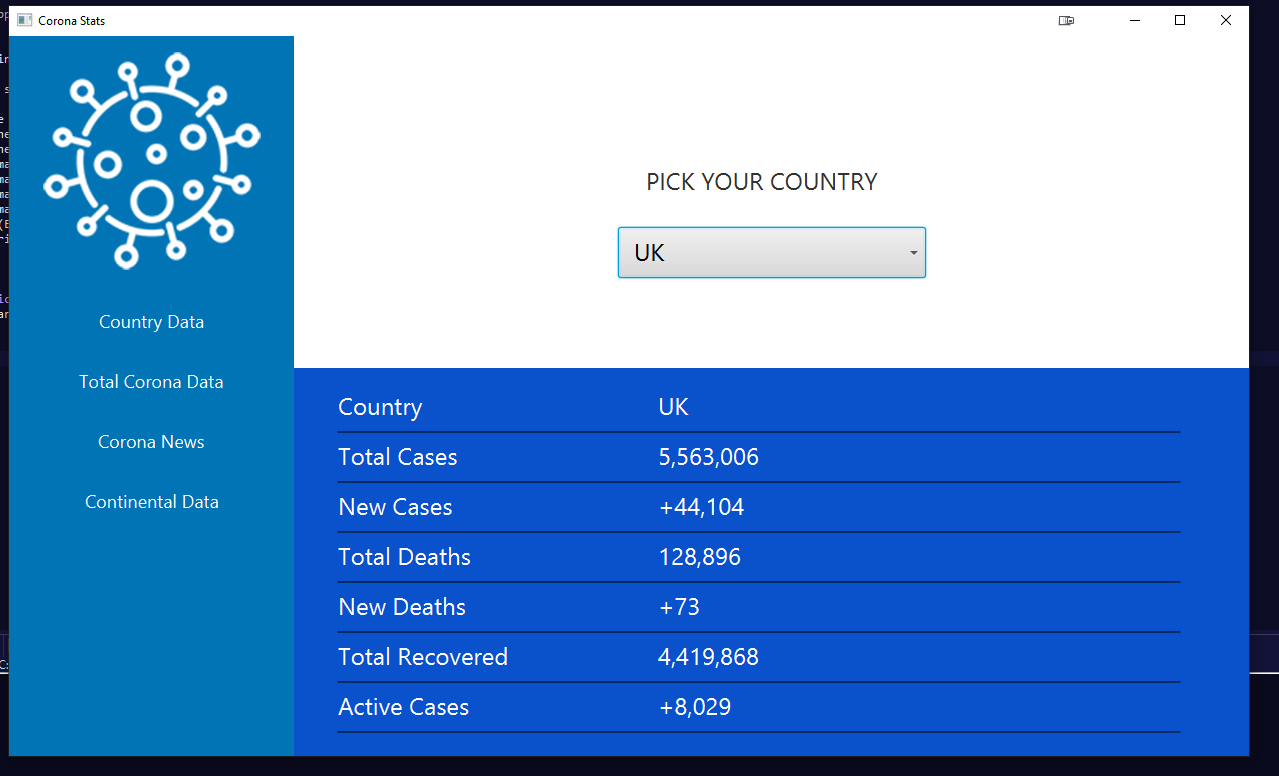 Corona Stats
PICK YOUR COUNTRY
UK
Country Data
Total Corona Data
Corona News
Continental Data
Country UK
Total Cases 5,563,006
New Cases +44,104
Total Deaths 128,896
New Deaths +73
Total Recovered 4,419,868
Active Cases +8,029